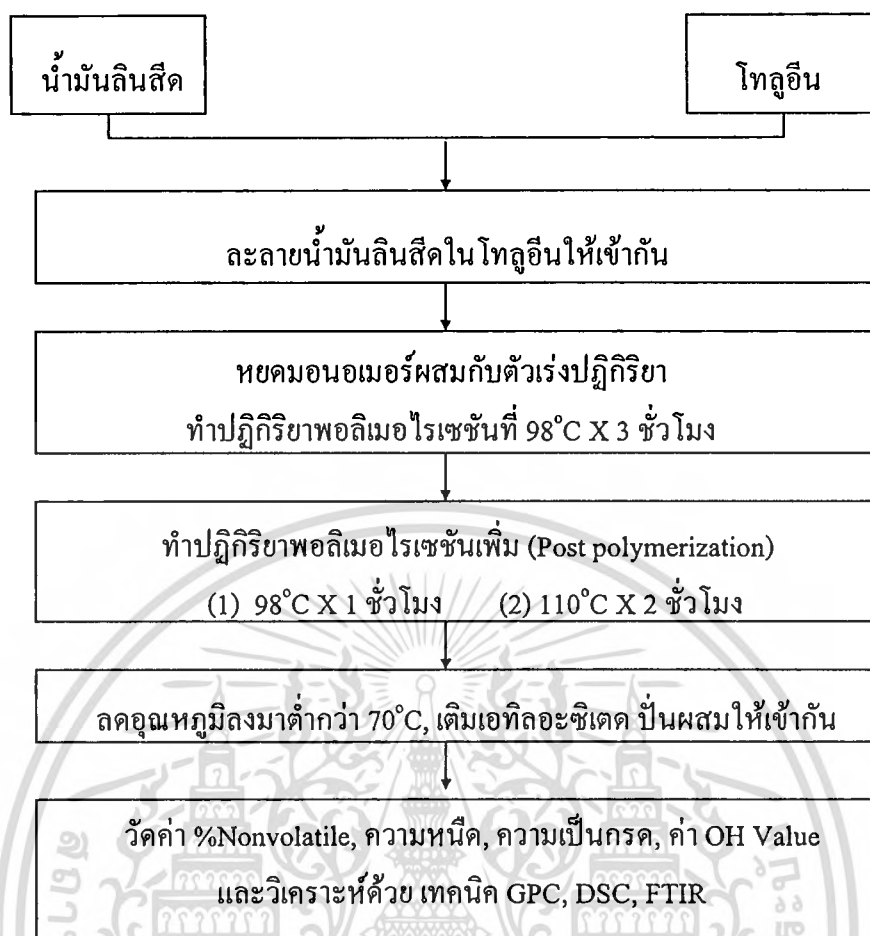 น้ำมันลินสีด
โทลูอีน
ละลายน้ำมันลินสีดในโทลูอีนให้เข้ากัน
หยดมอนอเมอร์ผสมกับตัวเร่งปฏิกิริยา
ทำปฏิกิริยาพอลิเมอไรเซชันที่ 98°C X 3 ชั่วโมง
ทำปฏิกิริยาพอลิเมอไรเซชันเพิ่ม (Post polymerization)
(1) 98°C X 1 ชั่วโมง (2) 110°C X 2 ชั่วโมง
ลดอุณหภูมิลงมาต่ำกว่า 70°C, เติมเอทิลอะซิเตด ปั่นผสมให้เข้ากัน
วัดค่า %Nonvolatile, ความหนืด, ความเป็นกรด, ค่า OH Value
และวิเคราะห์ด้วย เทคนิค GPC, DSC, FTIR